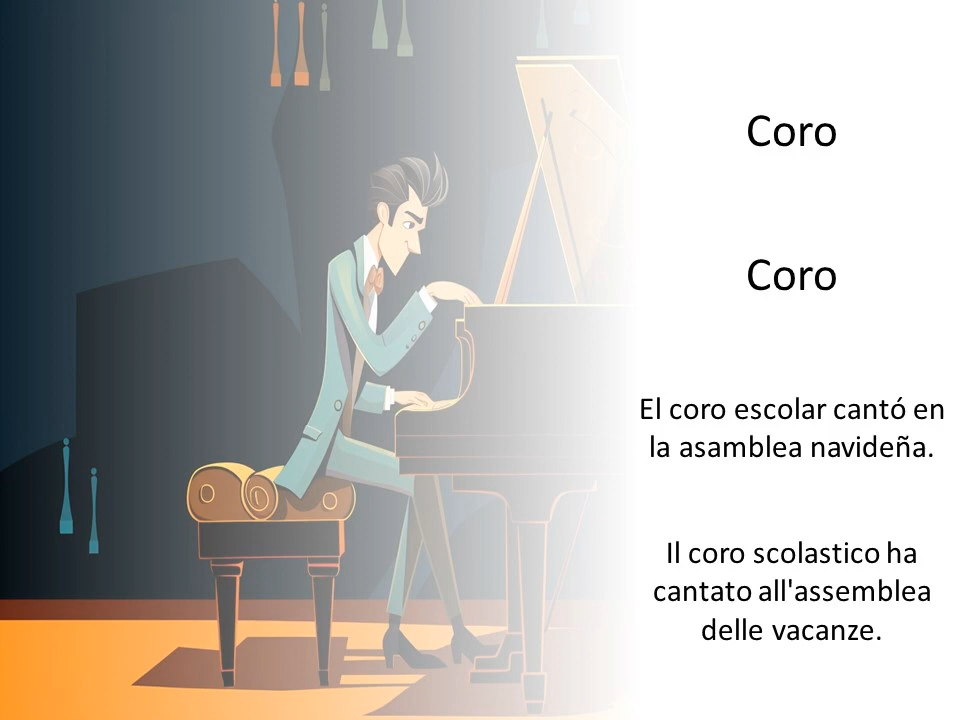 Coro
Coro
El coro escolar cantó en
la asamblea navideña.
Il coro scolastico ha
cantato all'assemblea
delle vacanze.